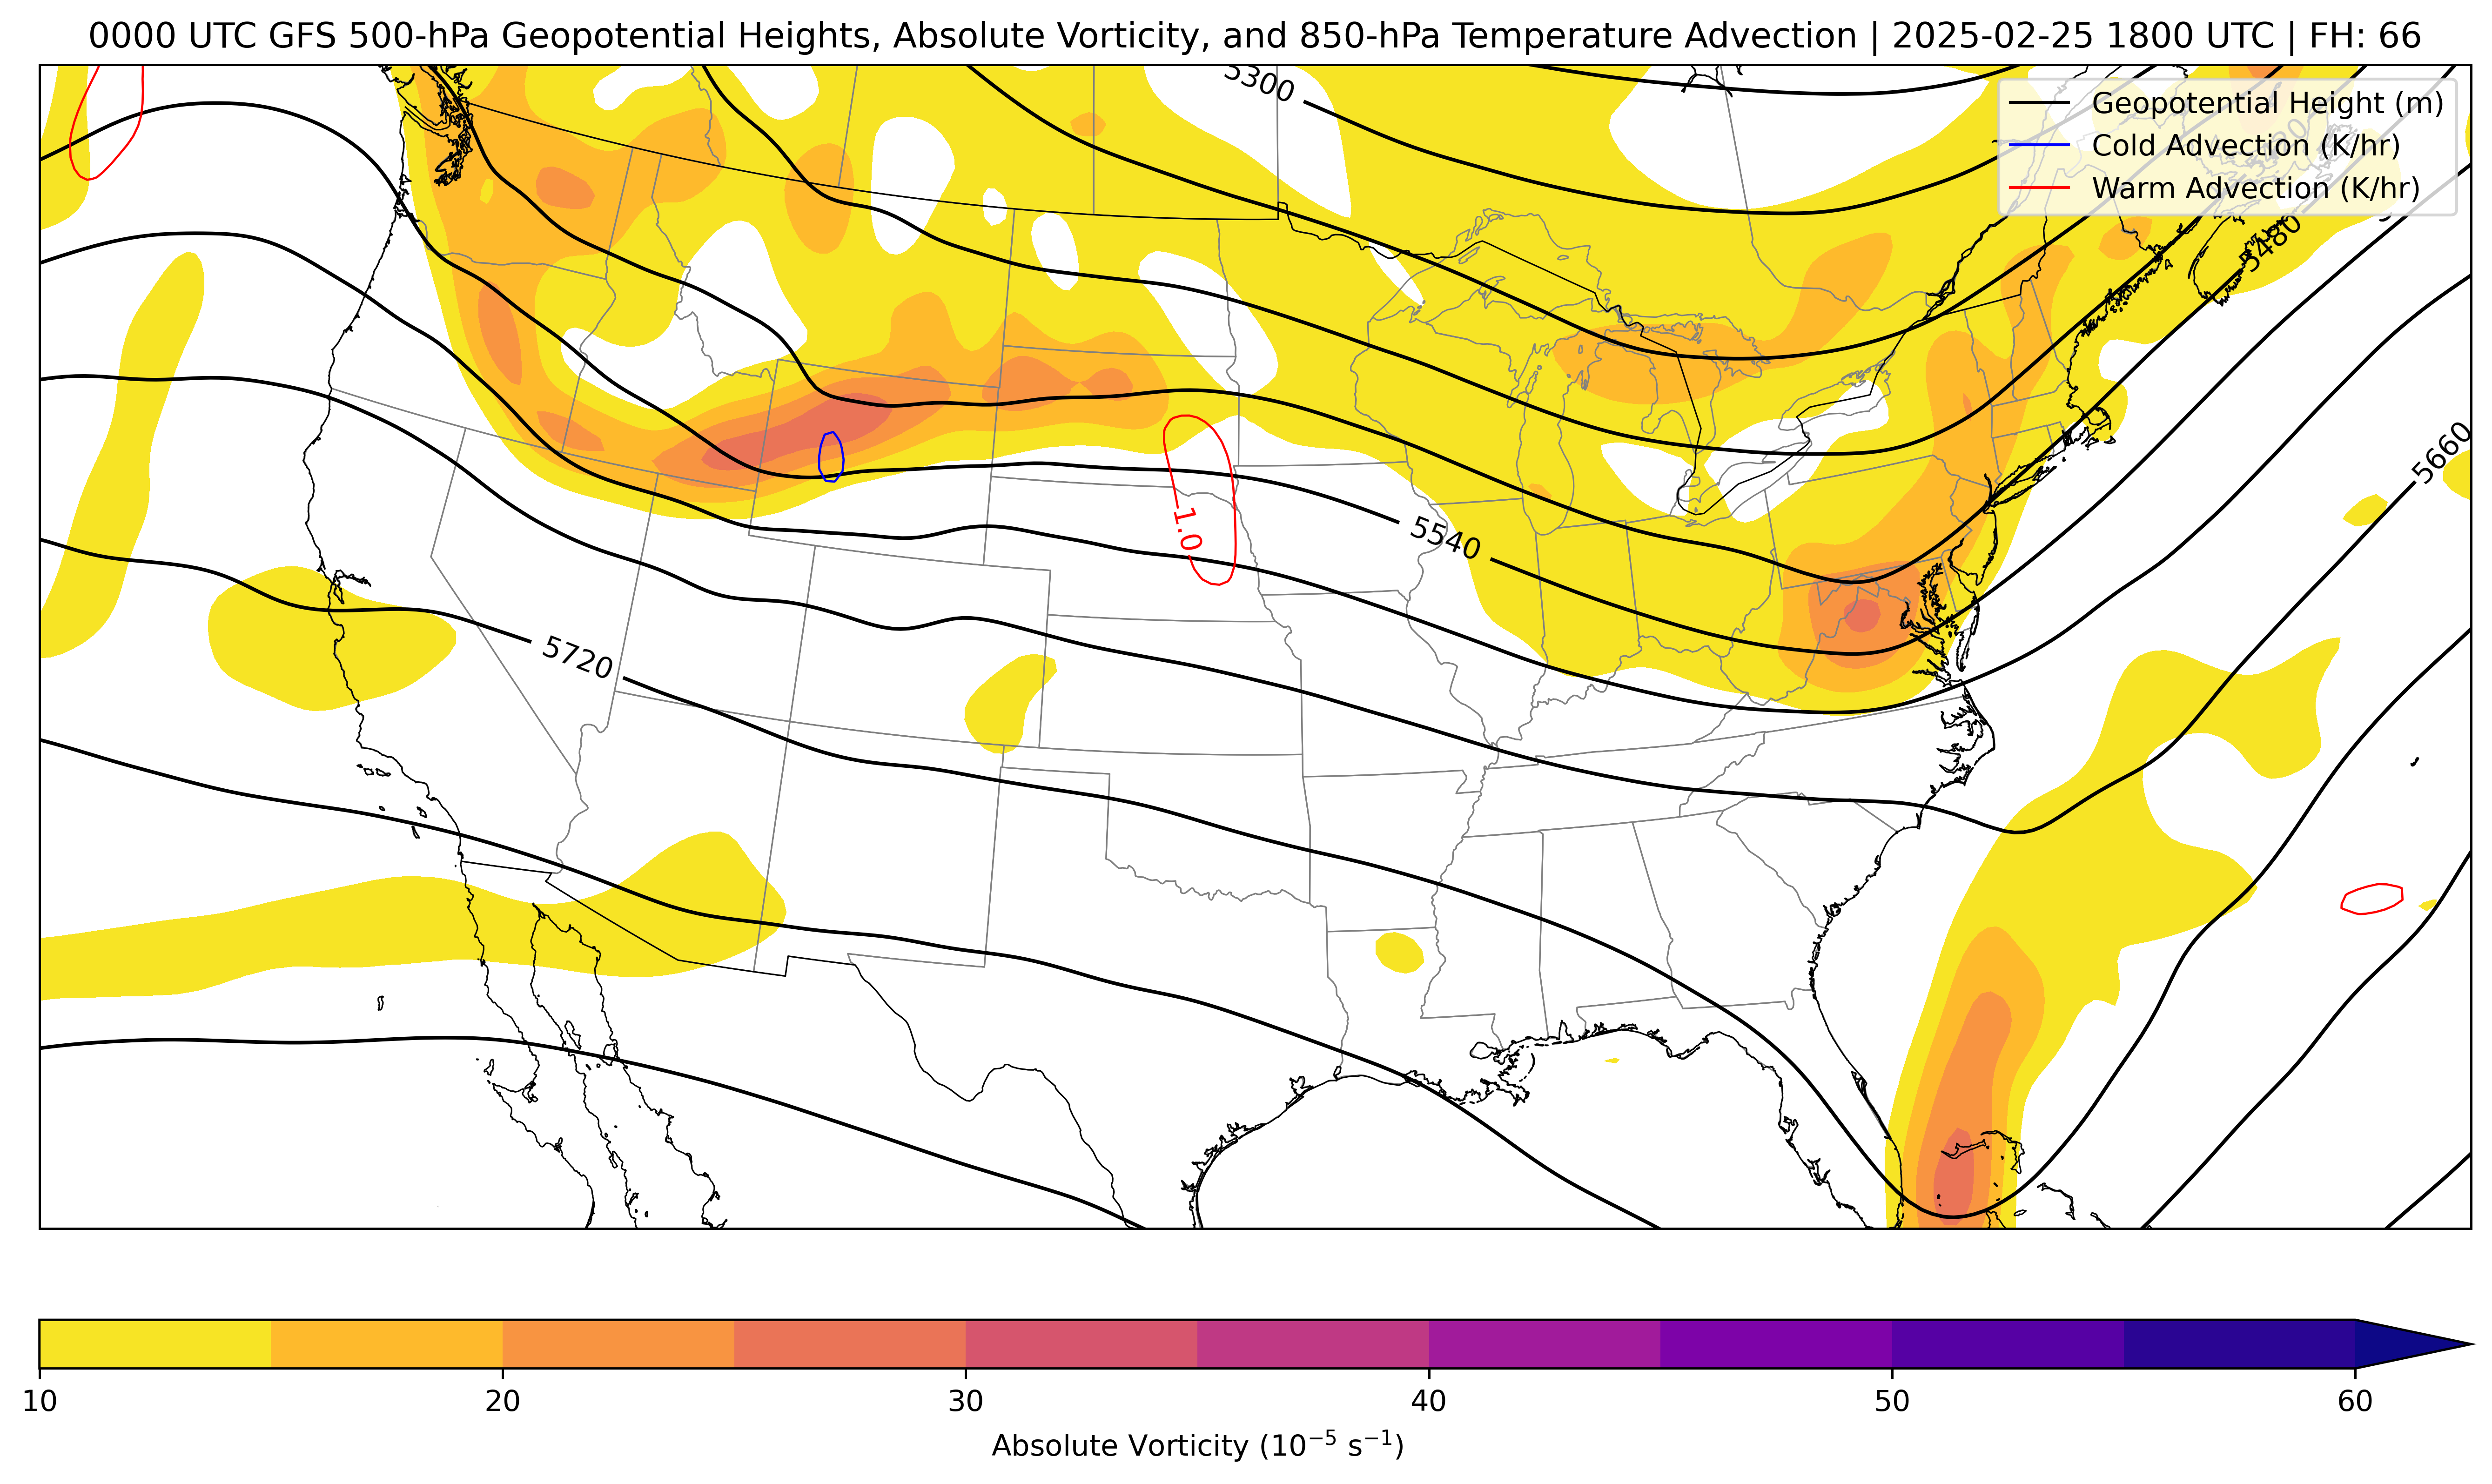 0000 UTC GFS 500-hPa Geopotential Heights, Absolute Vorticity, and 850-hPa Temperature Advection | 2025-02-25 1800 UTC | FH: 66
5300
Geopotential Height (m)
Cold Advection (K/hr)
Warm Advection (K/hr)
5480
5660
1.0
5540
5720
10 20 30 40 50 60
Absolute Vorticity (10⁻⁵ s⁻¹)